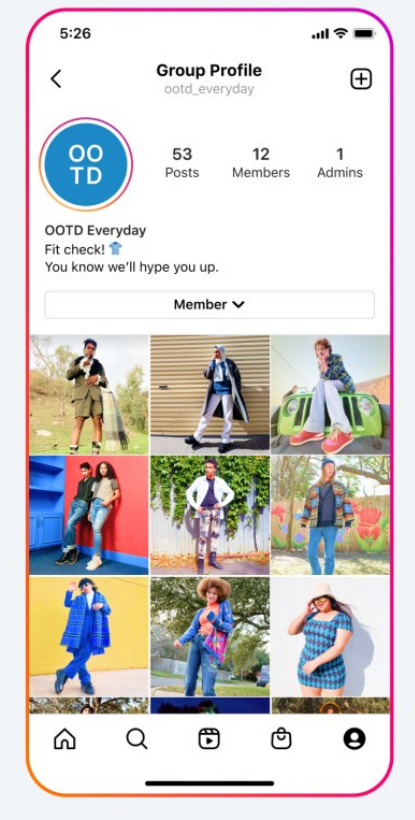 5:26
Group Profile
ootd_everyday
OO
TD
53
Posts
12
Members
1
Admins
OOTD Everyday
Fit check! 👕
You know we’ll hype you up.
Member